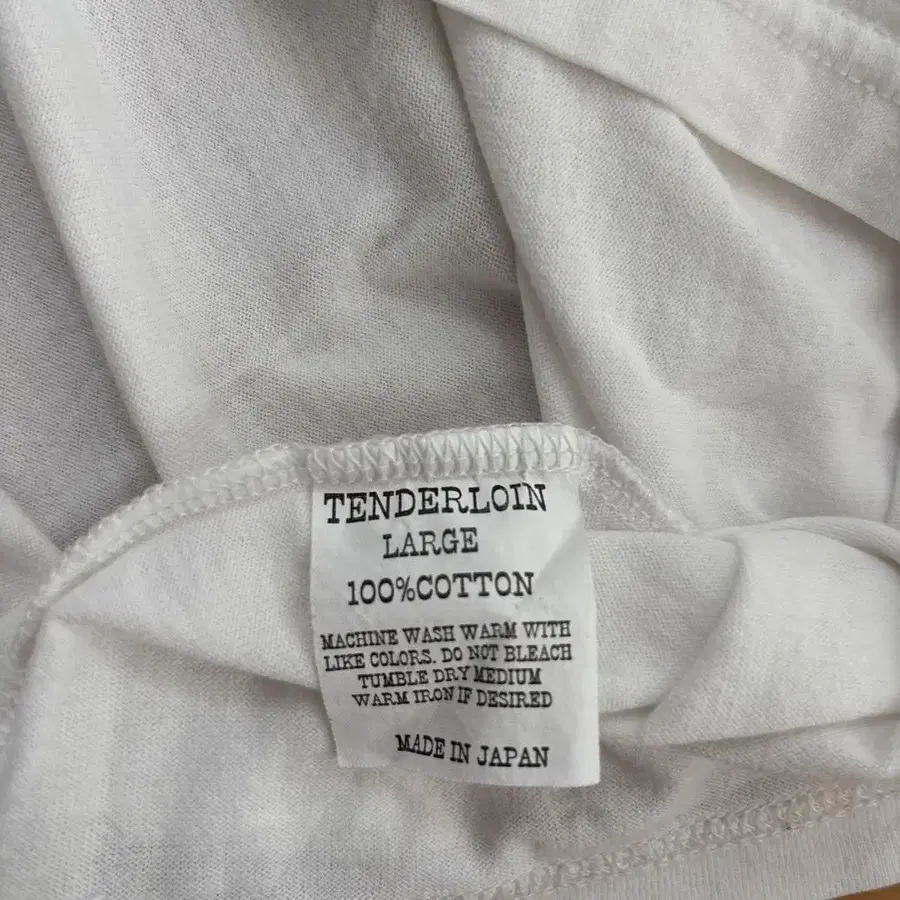 TENDERLOIN
LARGE
100%COTTON
MACHINE WASH WARM WITH
LIKE COLORS. DO NOT BLEACH
TUMBLE DRY MEDIUM
WARM IRON IF DESIRED
MADE IN JAPAN